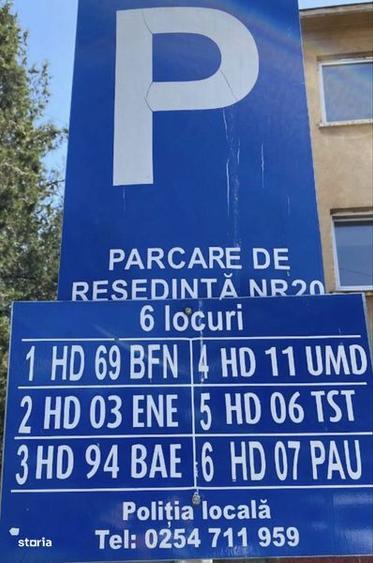 P
PARCARE DE
REȘEDINȚĂ NR20
6 locuri
1 HD 69 BFN 4 HD 11 UMD
2 HD 03 ENE 5 HD 06 TST
3 HD 94 BAE 6 HD 07 PAU
Poliția locală
Tel: 0254 711 959
storia